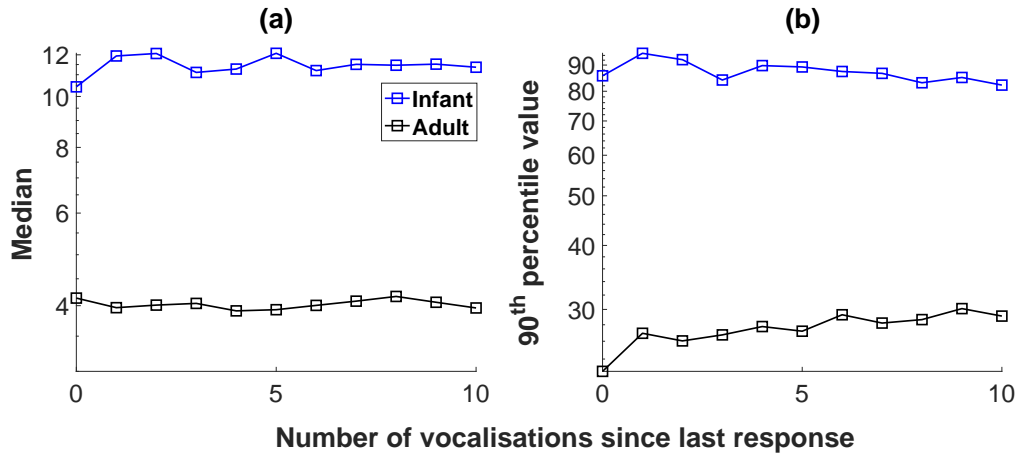 (a)
Median
12
10
8
6
4
0
5
10
Infant
Adult
(b)
90th percentile value
90
80
70
60
50
40
30
0
5
10
Number of vocalisations since last response